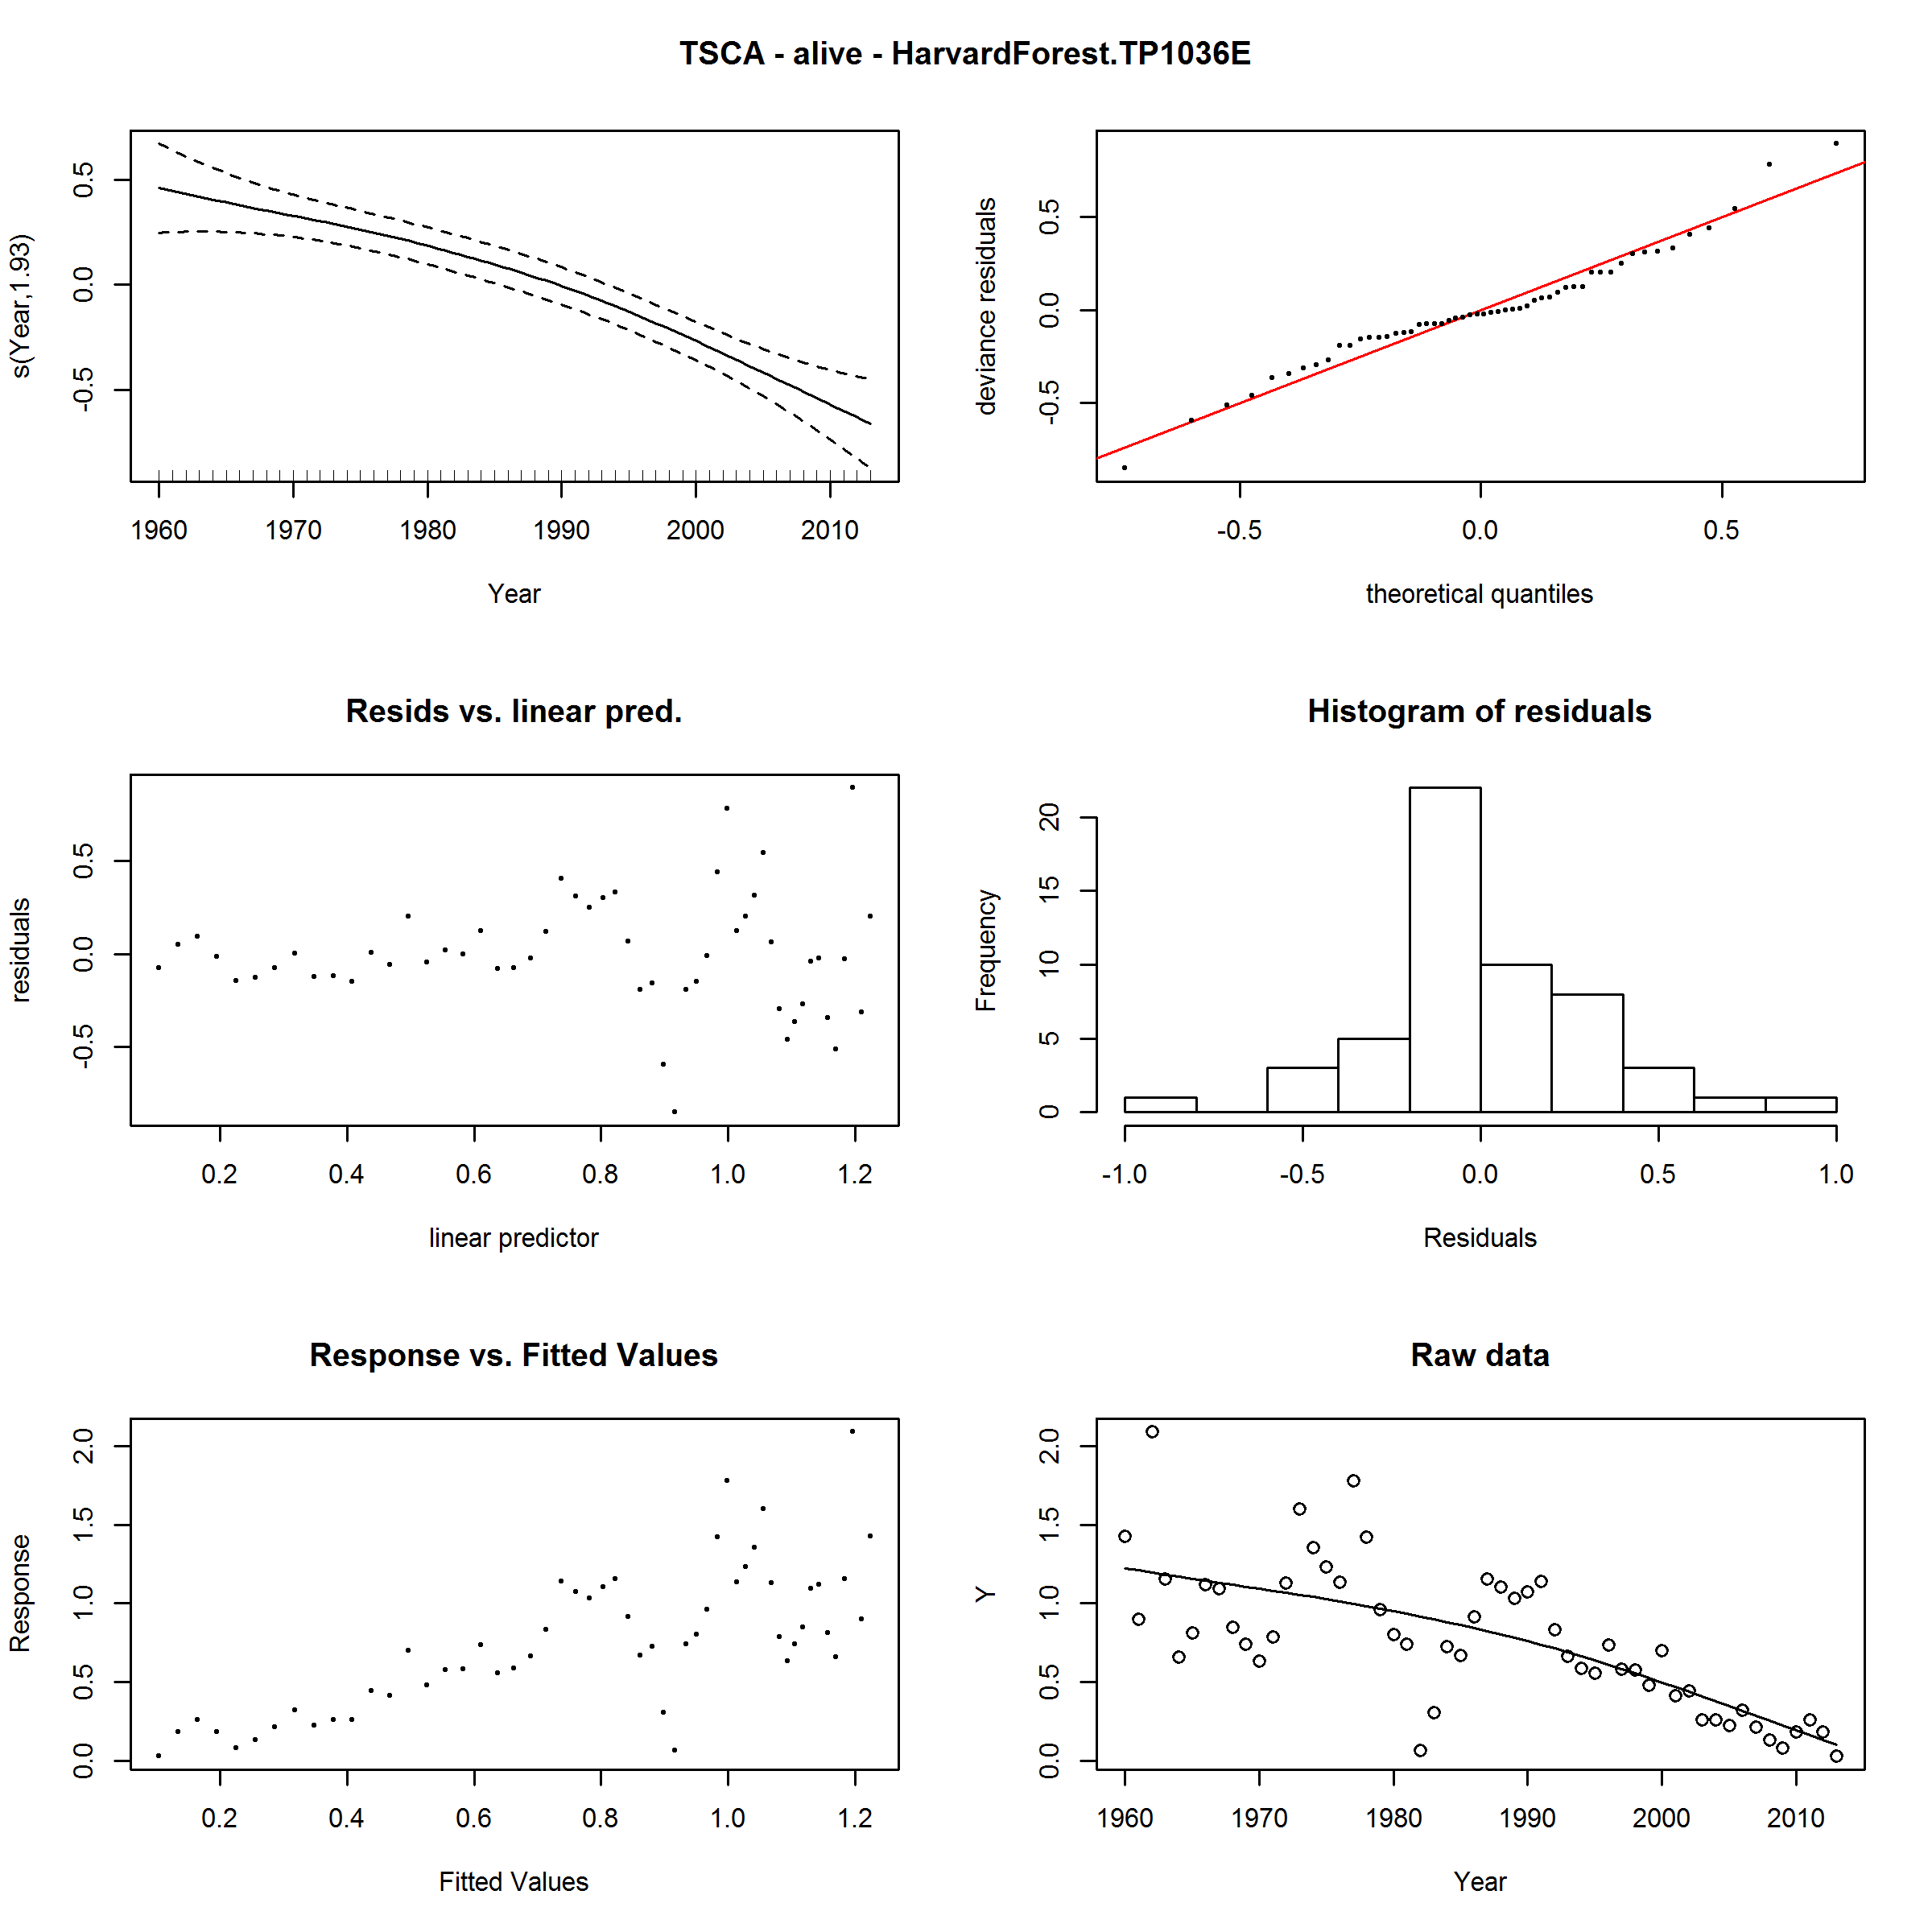 TSCA - alive - HarvardForest.TP1036E
s(Year,1.93)
0.5
0.0
-0.5
1960 1970 1980 1990 2000 2010
Year
deviance residuals
0.5
0.0
-0.5
-0.5 0.0 0.5
theoretical quantiles
Resids vs. linear pred.
residuals
0.5
0.0
-0.5
0.2 0.4 0.6 0.8 1.0 1.2
linear predictor
Histogram of residuals
Frequency
20
15
10
5
0
-1.0 -0.5 0.0 0.5 1.0
Residuals
Response vs. Fitted Values
Response
2.0
1.5
1.0
0.5
0.0
0.2 0.4 0.6 0.8 1.0 1.2
Fitted Values
Raw data
Y
2.0
1.5
1.0
0.5
0.0
1960 1970 1980 1990 2000 2010
Year